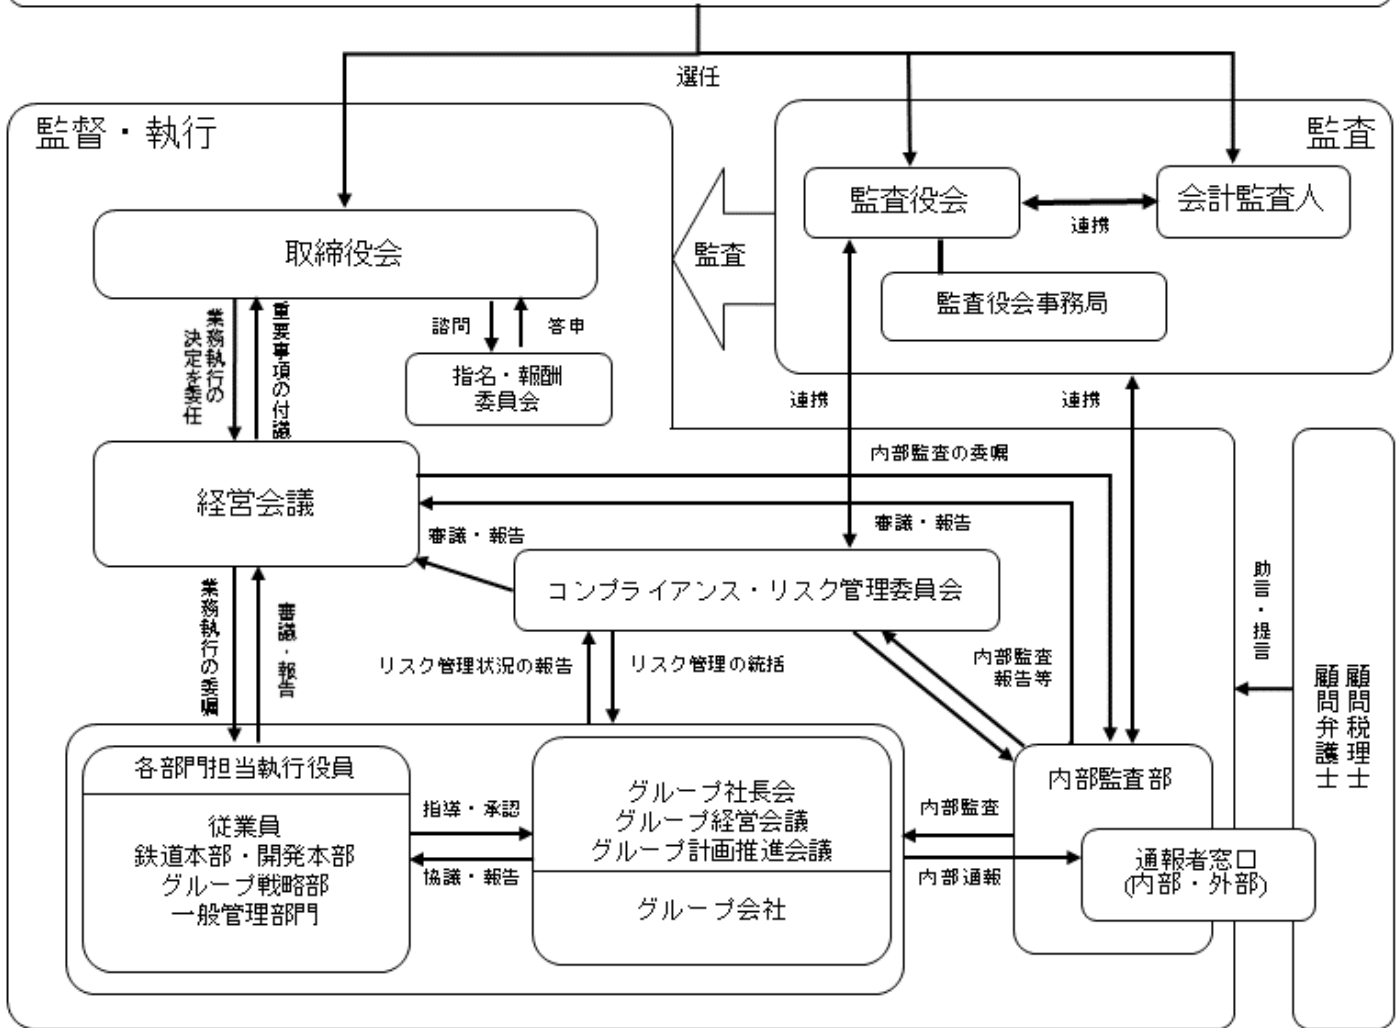 選任
監督・執行
監査
監査役会
会計監査人
連携
監査役会事務局
監査
取締役会
業務執行の
決定を委任
重要事項の付議
諮問
答申
指名・報酬
委員会
連携
連携
経営会議
内部監査の委嘱
審議・報告
審議・報告
コンプライアンス・リスク管理委員会
業務執行の委嘱
審議・報告
リスク管理状況の報告
リスク管理の統括
内部監査
報告等
助言・提言
顧問税理士
顧問弁護士
各部門担当執行役員
従業員
鉄道本部・開発本部
グループ戦略部
一般管理部門
指導・承認
協議・報告
グループ社長会
グループ経営会議
グループ計画推進会議
グループ会社
内部監査
内部通報
内部監査部
通報者窓口
(内部・外部)